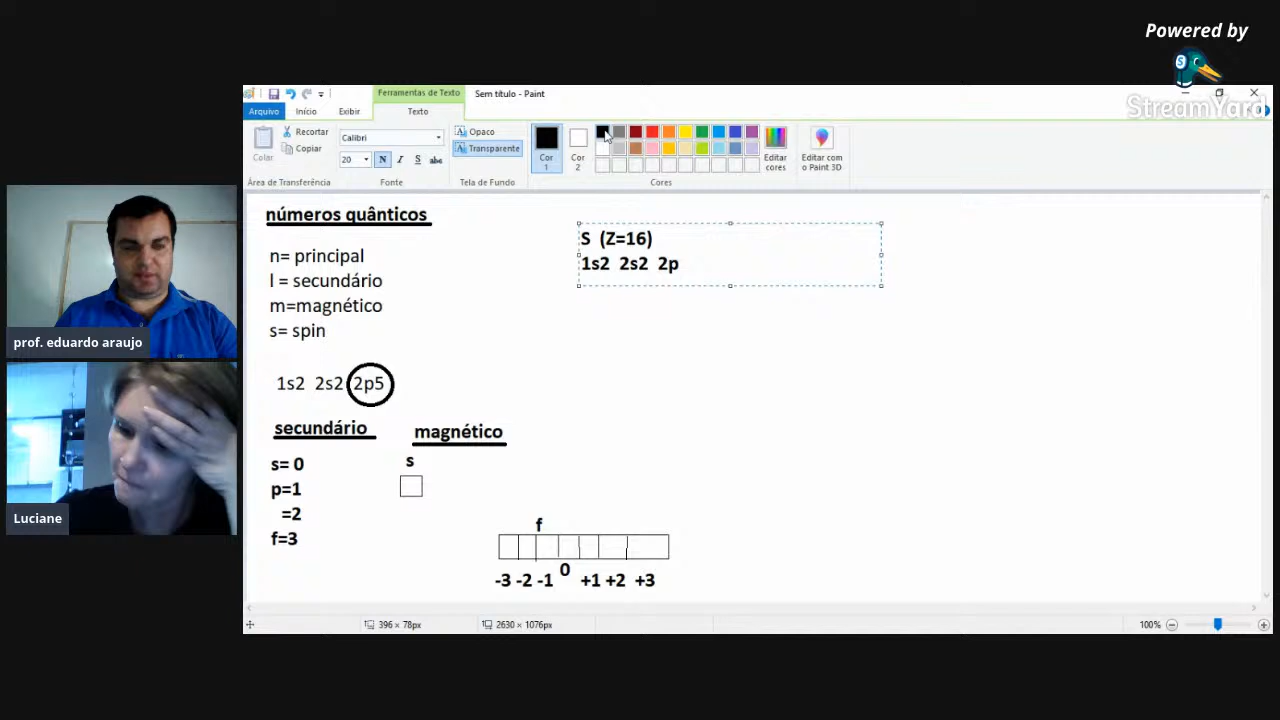 Powered by
StreamYard
Ferramentas de Texto
Sem título - Paint
Arquivo
Início
Exibir
Texto
Colar
Recortar
Copiar
Área de Transferência
Calibri
20
N
I
S
abc
Fonte
Opaco
Transparente
Tela de Fundo
Cor 1
Cor 2
Cores
Editar cores
Editar com o Paint 3D
números quânticos
n= principal
l = secundário
m=magnético
s= spin
1s2 2s2 2p5
secundário
s= 0
p=1
=2
f=3
magnético
s
f
-3 -2 -1 0 +1 +2 +3
S (Z=16)
1s2 2s2 2p
prof. eduardo araujo
Luciane
396 × 78px
2630 × 1076px
100%